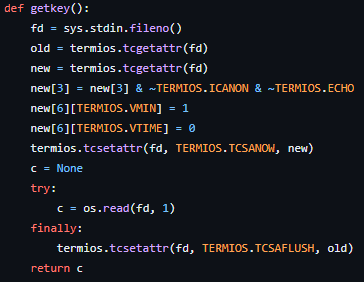 def getkey():
    fd = sys.stdin.fileno()
    old = termios.tcgetattr(fd)
    new = termios.tcgetattr(fd)
    new[3] = new[3] & ~TERMIOS.ICANON & ~TERMIOS.ECHO
    new[6][TERMIOS.VMIN] = 1
    new[6][TERMIOS.VTIME] = 0
    termios.tcsetattr(fd, TERMIOS.TCSANOW, new)
    c = None
    try:
        c = os.read(fd, 1)
    finally:
        termios.tcsetattr(fd, TERMIOS.TCSAFLUSH, old)
    return c